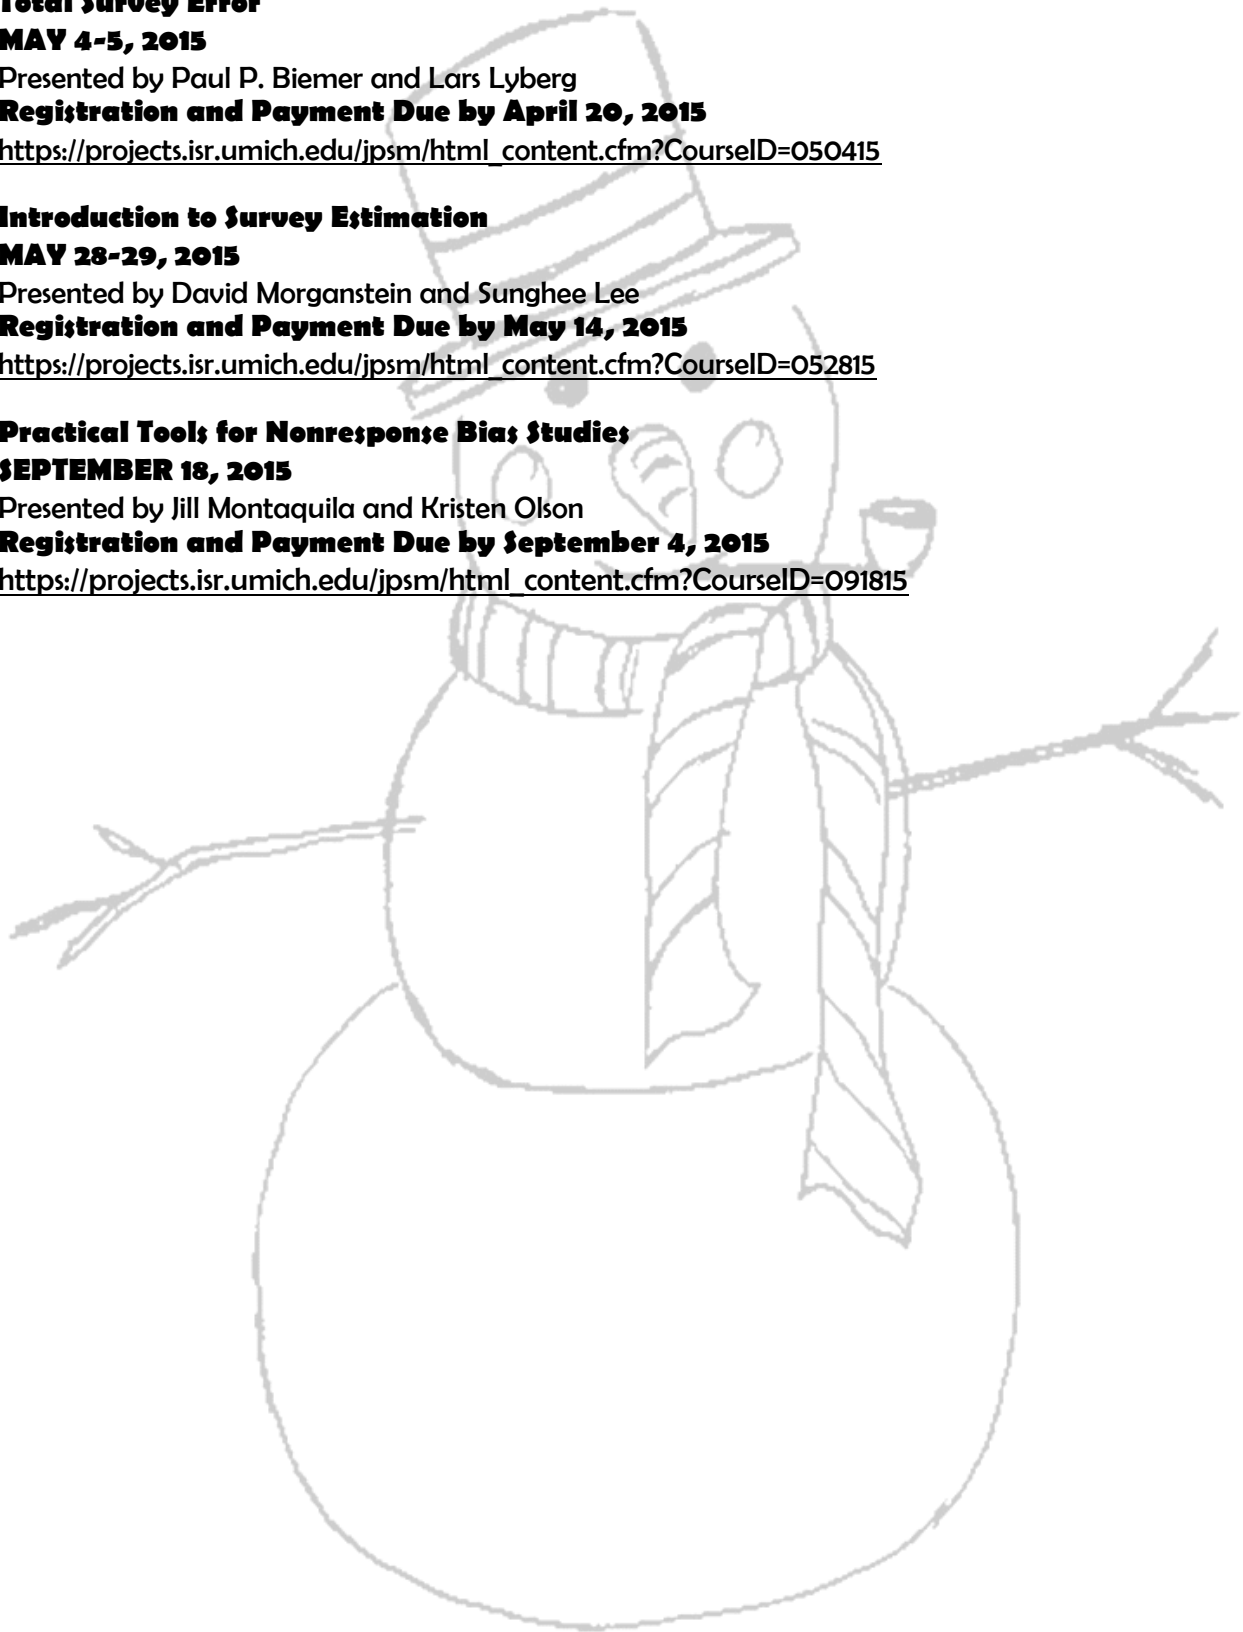 Total Survey Error
MAY 4-5, 2015
Presented by Paul P. Biemer and Lars Lyberg
Registration and Payment Due by April 20, 2015
https://projects.isr.umich.edu/jpsm/html_content.cfm?CourseID=050415
Introduction to Survey Estimation
MAY 28-29, 2015
Presented by David Morganstein and Sunghee Lee
Registration and Payment Due by May 14, 2015
https://projects.isr.umich.edu/jpsm/html_content.cfm?CourseID=052815
Practical Tools for Nonresponse Bias Studies
SEPTEMBER 18, 2015
Presented by Jill Montaquila and Kristen Olson
Registration and Payment Due by September 4, 2015
https://projects.isr.umich.edu/jpsm/html_content.cfm?CourseID=091815